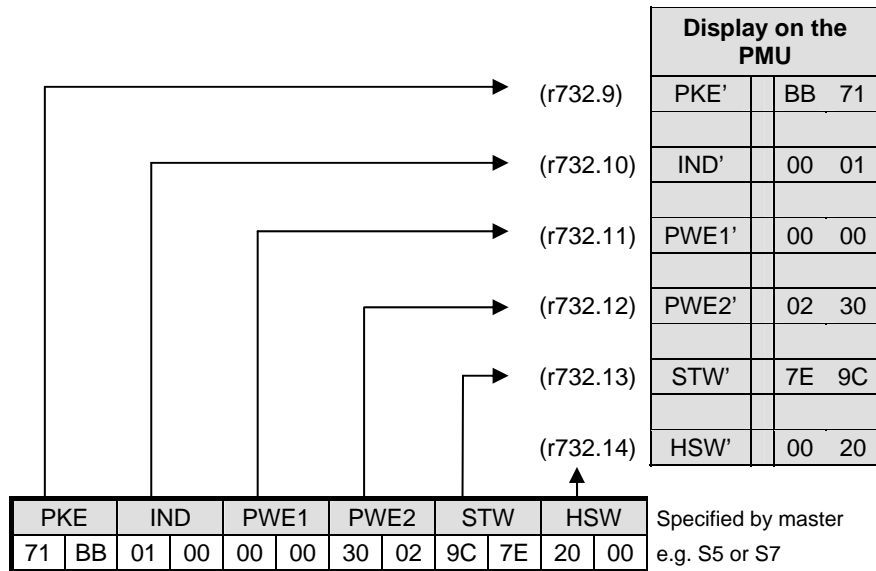 Display on the
PMU
(r732.9) PKE’ BB 71
(r732.10) IND’ 00 01
(r732.11) PWE1’ 00 00
(r732.12) PWE2’ 02 30
(r732.13) STW’ 7E 9C
(r732.14) HSW’ 00 20
PKE IND PWE1 PWE2 STW HSW Specified by master
71 BB 01 00 00 00 30 02 9C 7E 20 00 e.g. S5 or S7